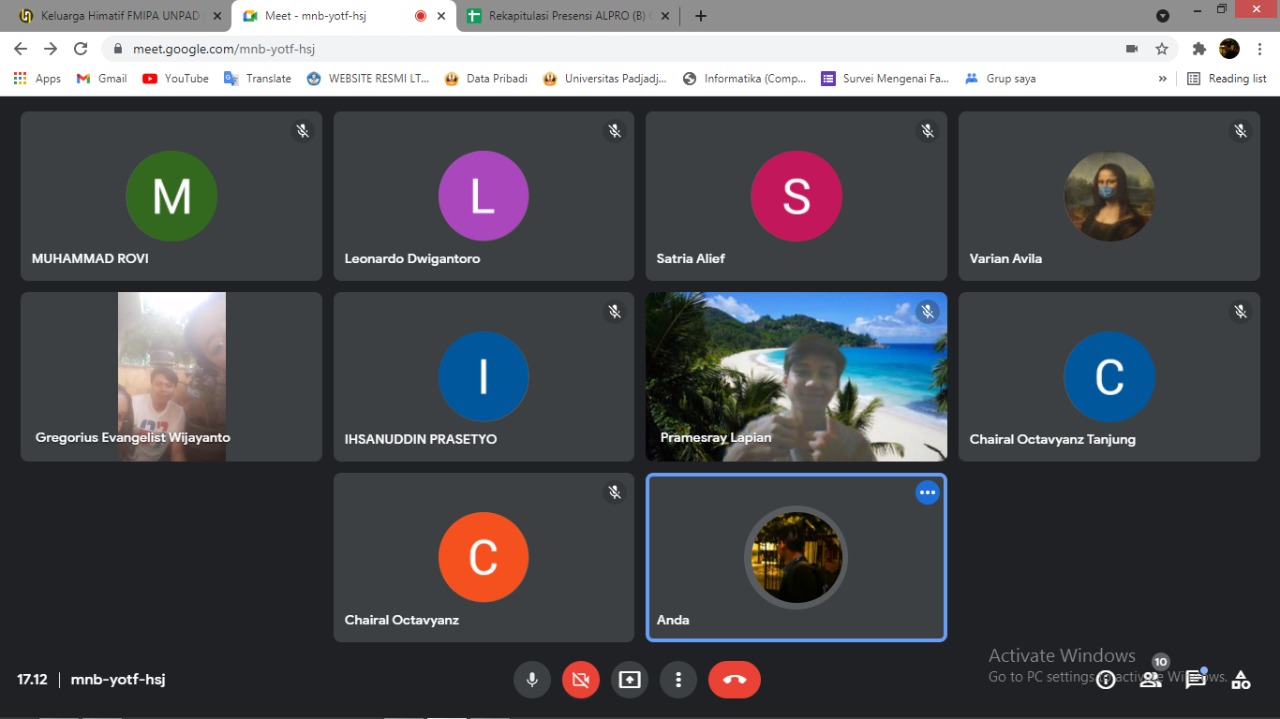 Keluarga Himatif FMIPA UNPAD
Meet - mnb-yotf-hsj
Rekapitulasi Presensi ALPRO (B)
meet.google.com/mnb-yotf-hsj
Apps
Gmail
YouTube
Translate
WEBSITE RESMI LT...
Data Pribadi
Universitas Padjadj...
Informatika (Comp...
Survei Mengenai Fa...
Grup saya
»
Reading list
M
MUHAMMAD ROVI
L
Leonardo Dwigantoro
S
Satria Alief
Varian Avila
Gregorius Evangelist Wijayanto
I
IHSANUDDIN PRASETYO
Pramesray Lapian
C
Chairal Octavyanz Tanjung
C
Chairal Octavyanz
Anda
Activate Windows
Go to PC settings to activate Windows.
17.12 | mnb-yotf-hsj
10